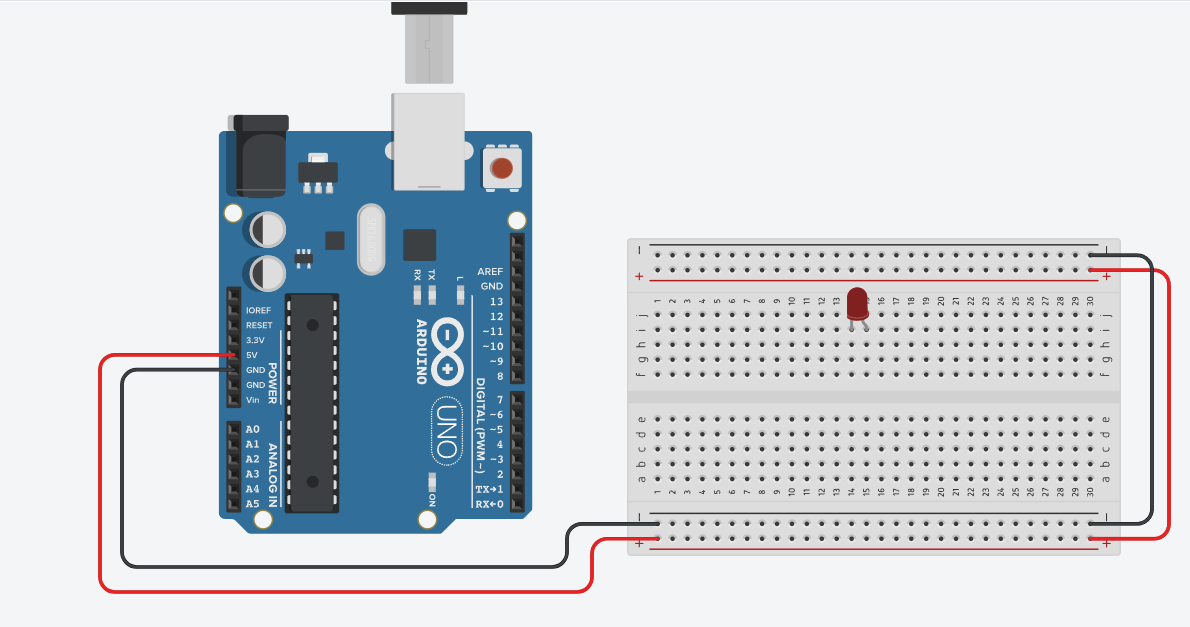 AREF
GND
13
12
~11
~10
~9
8
7
~6
~5
4
~3
2
TX→1
RX←0
DIGITAL (PWM~)
RX
TX
L
ARDUINO
UNO
ON
IOREF
RESET
3.3V
5V
GND
GND
Vin
POWER
A0
A1
A2
A3
A4
A5
ANALOG IN
− −
+ +
1 2 3 4 5 6 7 8 9 10 11 12 13 16 17 18 19 20 21 22 23 24 25 26 27 28 29 30
j j
i i
h h
g g
f f
e e
d d
c c
b b
a a
1 2 3 4 5 6 7 8 9 10 11 12 13 14 15 16 17 18 19 20 21 22 23 24 25 26 27 28 29 30
− −
+ +